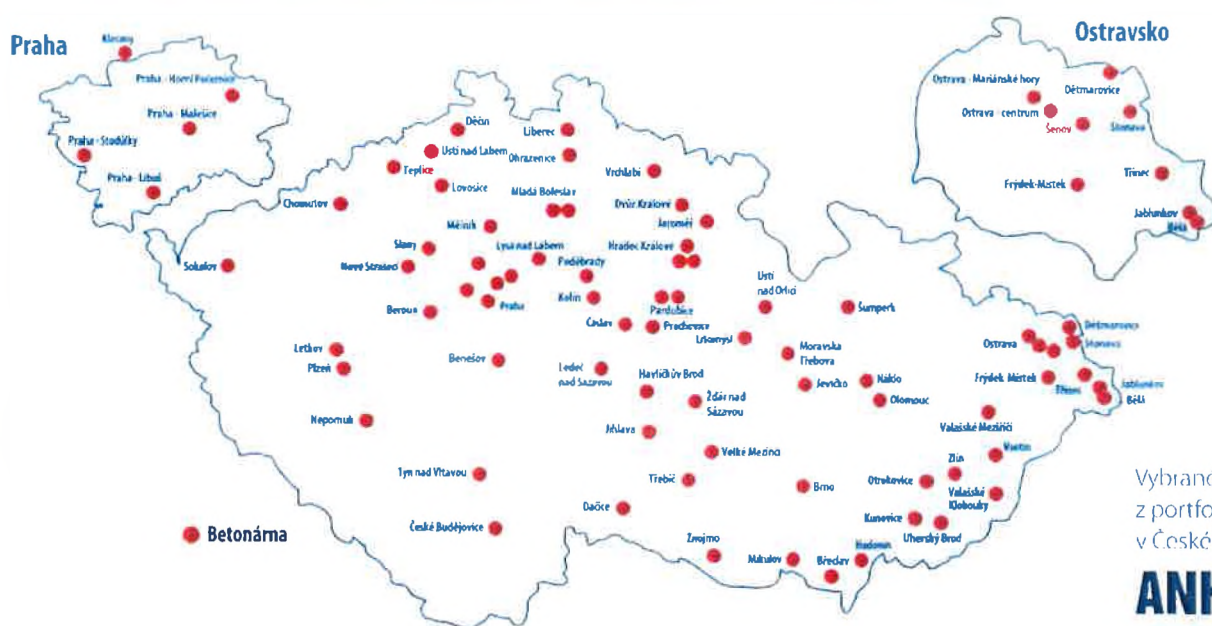 Praha
Klecany
Praha - Horní Počernice
Praha - Malešice
Praha - Stodůlky
Praha - Libuš
Ostravsko
Ostrava - Mariánské hory
Dětmarovice
Ostrava - centrum
Šenov
Stonava
Třinec
Frýdek-Místek
Jablunkov
Bělá
Děčín
Liberec
Ústí nad Labem
Ohrazenice
Teplice
Lovosice
Vrchlabí
Mladá Boleslav
Chomutov
Dvůr Králové
Jaroměř
Mělník
Slaný
Lysá nad Labem
Hradec Králové
Sokolov
Nové Strašecí
Poděbrady
Ústí
nad Orlicí
Praha
Kolín
Pardubice
Šumperk
Beroun
Čáslav
Prachovice
Litomyšl
Dětmarovice
Ostrava
Stonava
Letkov
Plzeň
Benešov
Ledeč
nad Sázavou
Moravská
Třebová
Havlíčkův Brod
Jevíčko
Náklo
Frýdek-Místek
Třinec
Jablunkov
Bělá
Žďár nad
Sázavou
Olomouc
Nepomuk
Jihlava
Valašské Meziříčí
Velké Meziříčí
Zlín
Vsetín
Týn nad Vltavou
Třebíč
Brno
Otrokovice
Valašské
Klobouky
Dačice
České Budějovice
Kunovice
Uherský Brod
Znojmo
Mikulov
Břeclav
Hodonín
Betonárna
z portfo
v České
ANH